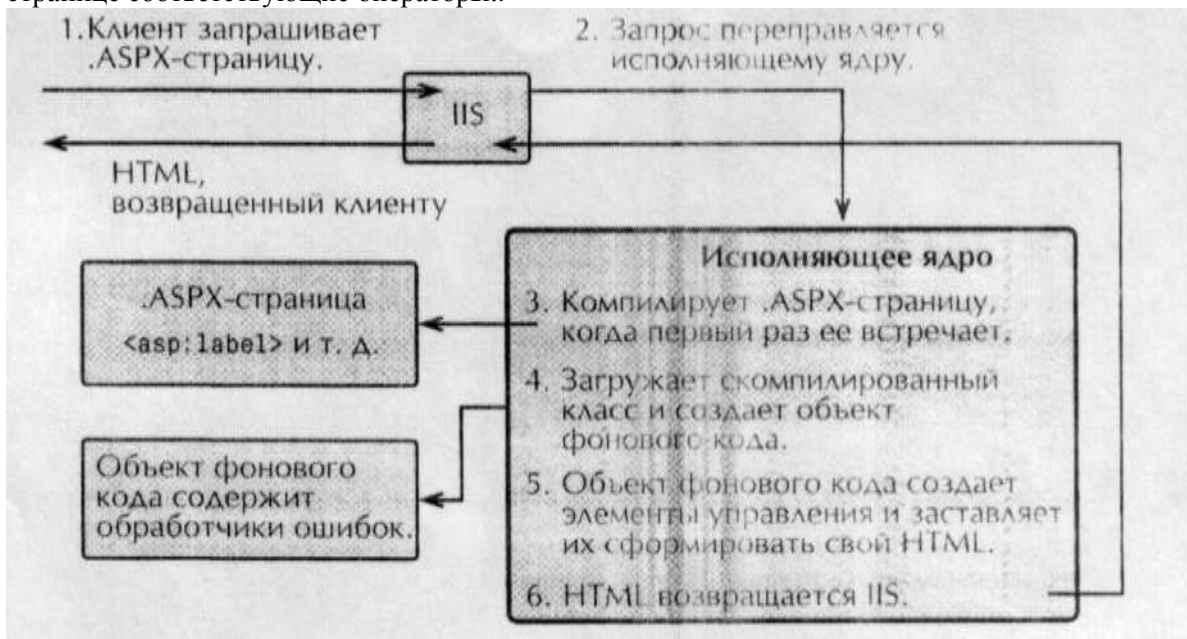 странице соответствующие операторы..
1.Клиент запрашивает
.ASPX-страницу.
2. Запрос переправляется
исполняющему ядру.
IIS
HTML,
возвращенный клиенту
Исполняющее ядро
.ASPX-страница
<asp:label> и т. д.
3. Компилирует .ASPX-страницу,
когда первый раз ее встречает.
4. Загружает скомпилированный
класс и создает объект
фонового кода.
Объект фонового
кода содержит
обработчики ошибок.
5. Объект фонового кода создает
элементы управления и заставляет
их сформировать свой HTML.
6. HTML возвращается IIS.